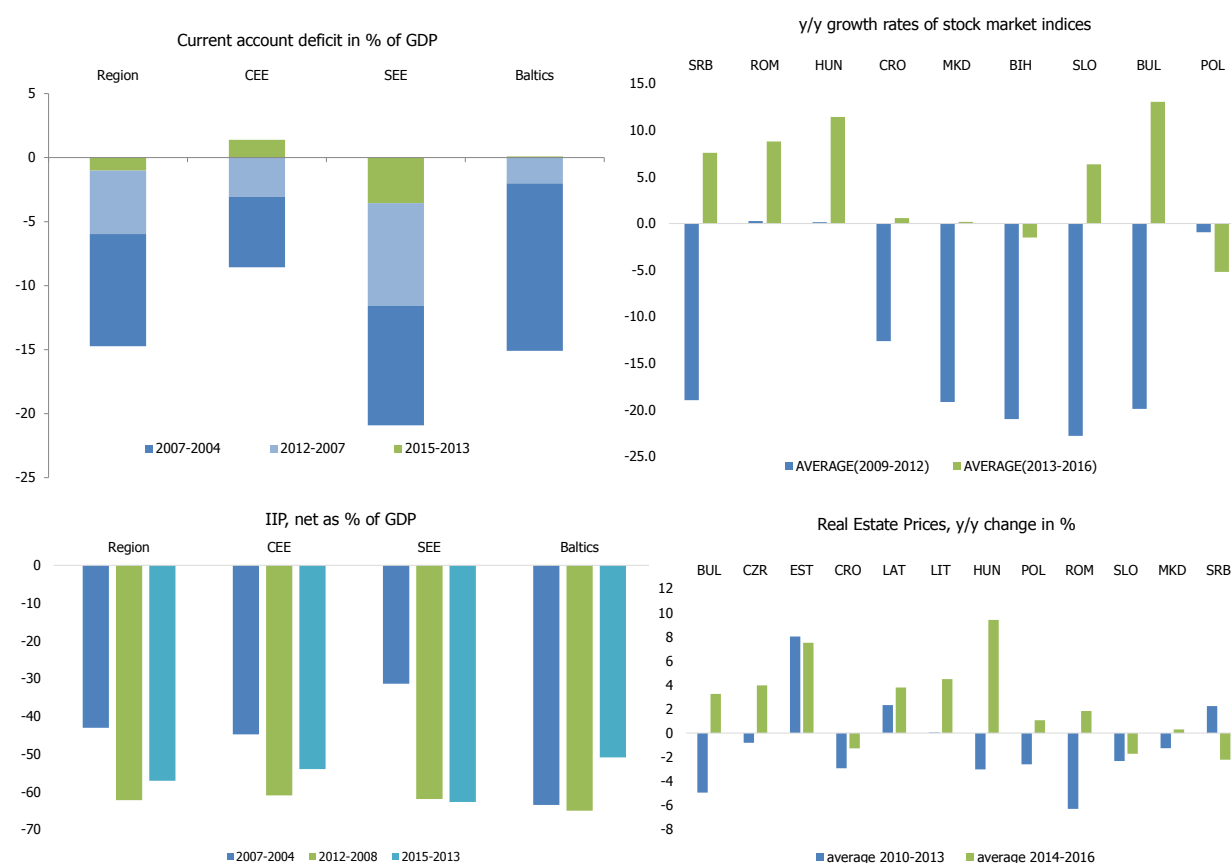 Current account deficit in % of GDP
Region CEE SEE Baltics
5
0
-5
-10
-15
-20
-25
2007-2004 2012-2007 2015-2013
y/y growth rates of stock market indices
SRB ROM HUN CRO MKD BIH SLO BUL POL
15.0
10.0
5.0
0.0
-5.0
-10.0
-15.0
-20.0
-25.0
AVERAGE(2009-2012) AVERAGE(2013-2016)
IIP, net as % of GDP
Region CEE SEE Baltics
0
-10
-20
-30
-40
-50
-60
-70
2007-2004 2012-2008 2015-2013
Real Estate Prices, y/y change in %
BUL CZR EST CRO LAT LIT HUN POL ROM SLO MKD SRB
12
10
8
6
4
2
0
-2
-4
-6
-8
average 2010-2013 average 2014-2016